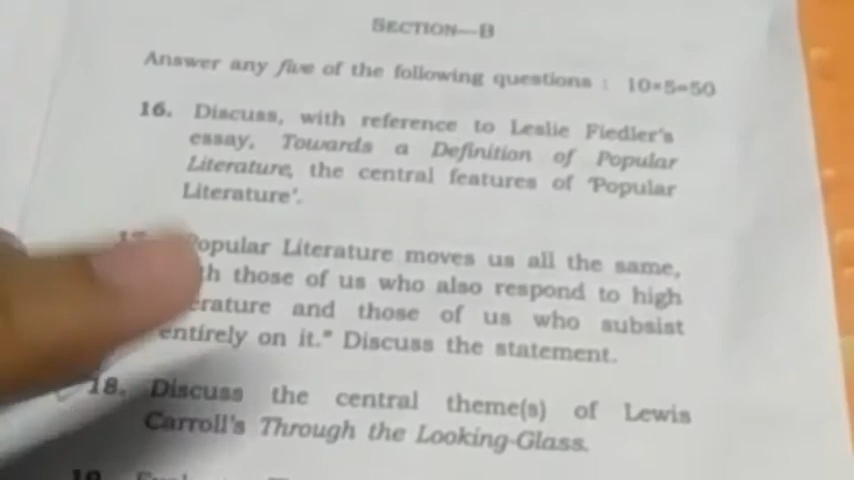 SECTION—B
Answer any five of the following questions : 10×5=50
16. Discuss, with reference to Leslie Fiedler's
essay, Towards a Definition of Popular
Literature, the central features of 'Popular
Literature'.
Popular Literature moves us all the same,
those of us who also respond to high
and those of us who subsist
entirely on it." Discuss the statement.
18. Discuss the central theme(s) of Lewis
Carroll's Through the Looking-Glass.